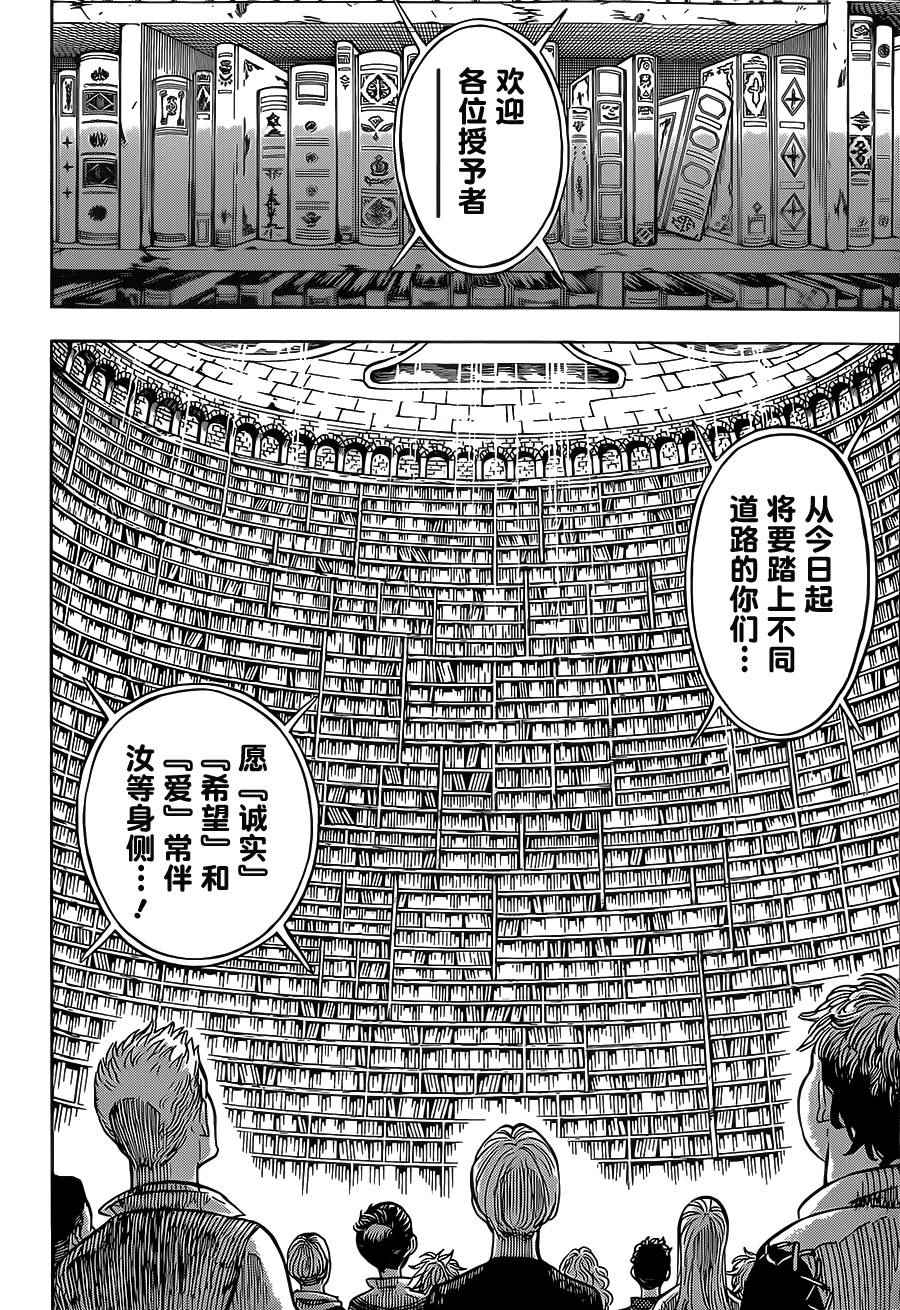 欢迎
各位授予者
——
从今日起
将要踏上不同
道路的你们…
愿『诚实』
『希望』和
『爱』常伴
汝等身侧…!